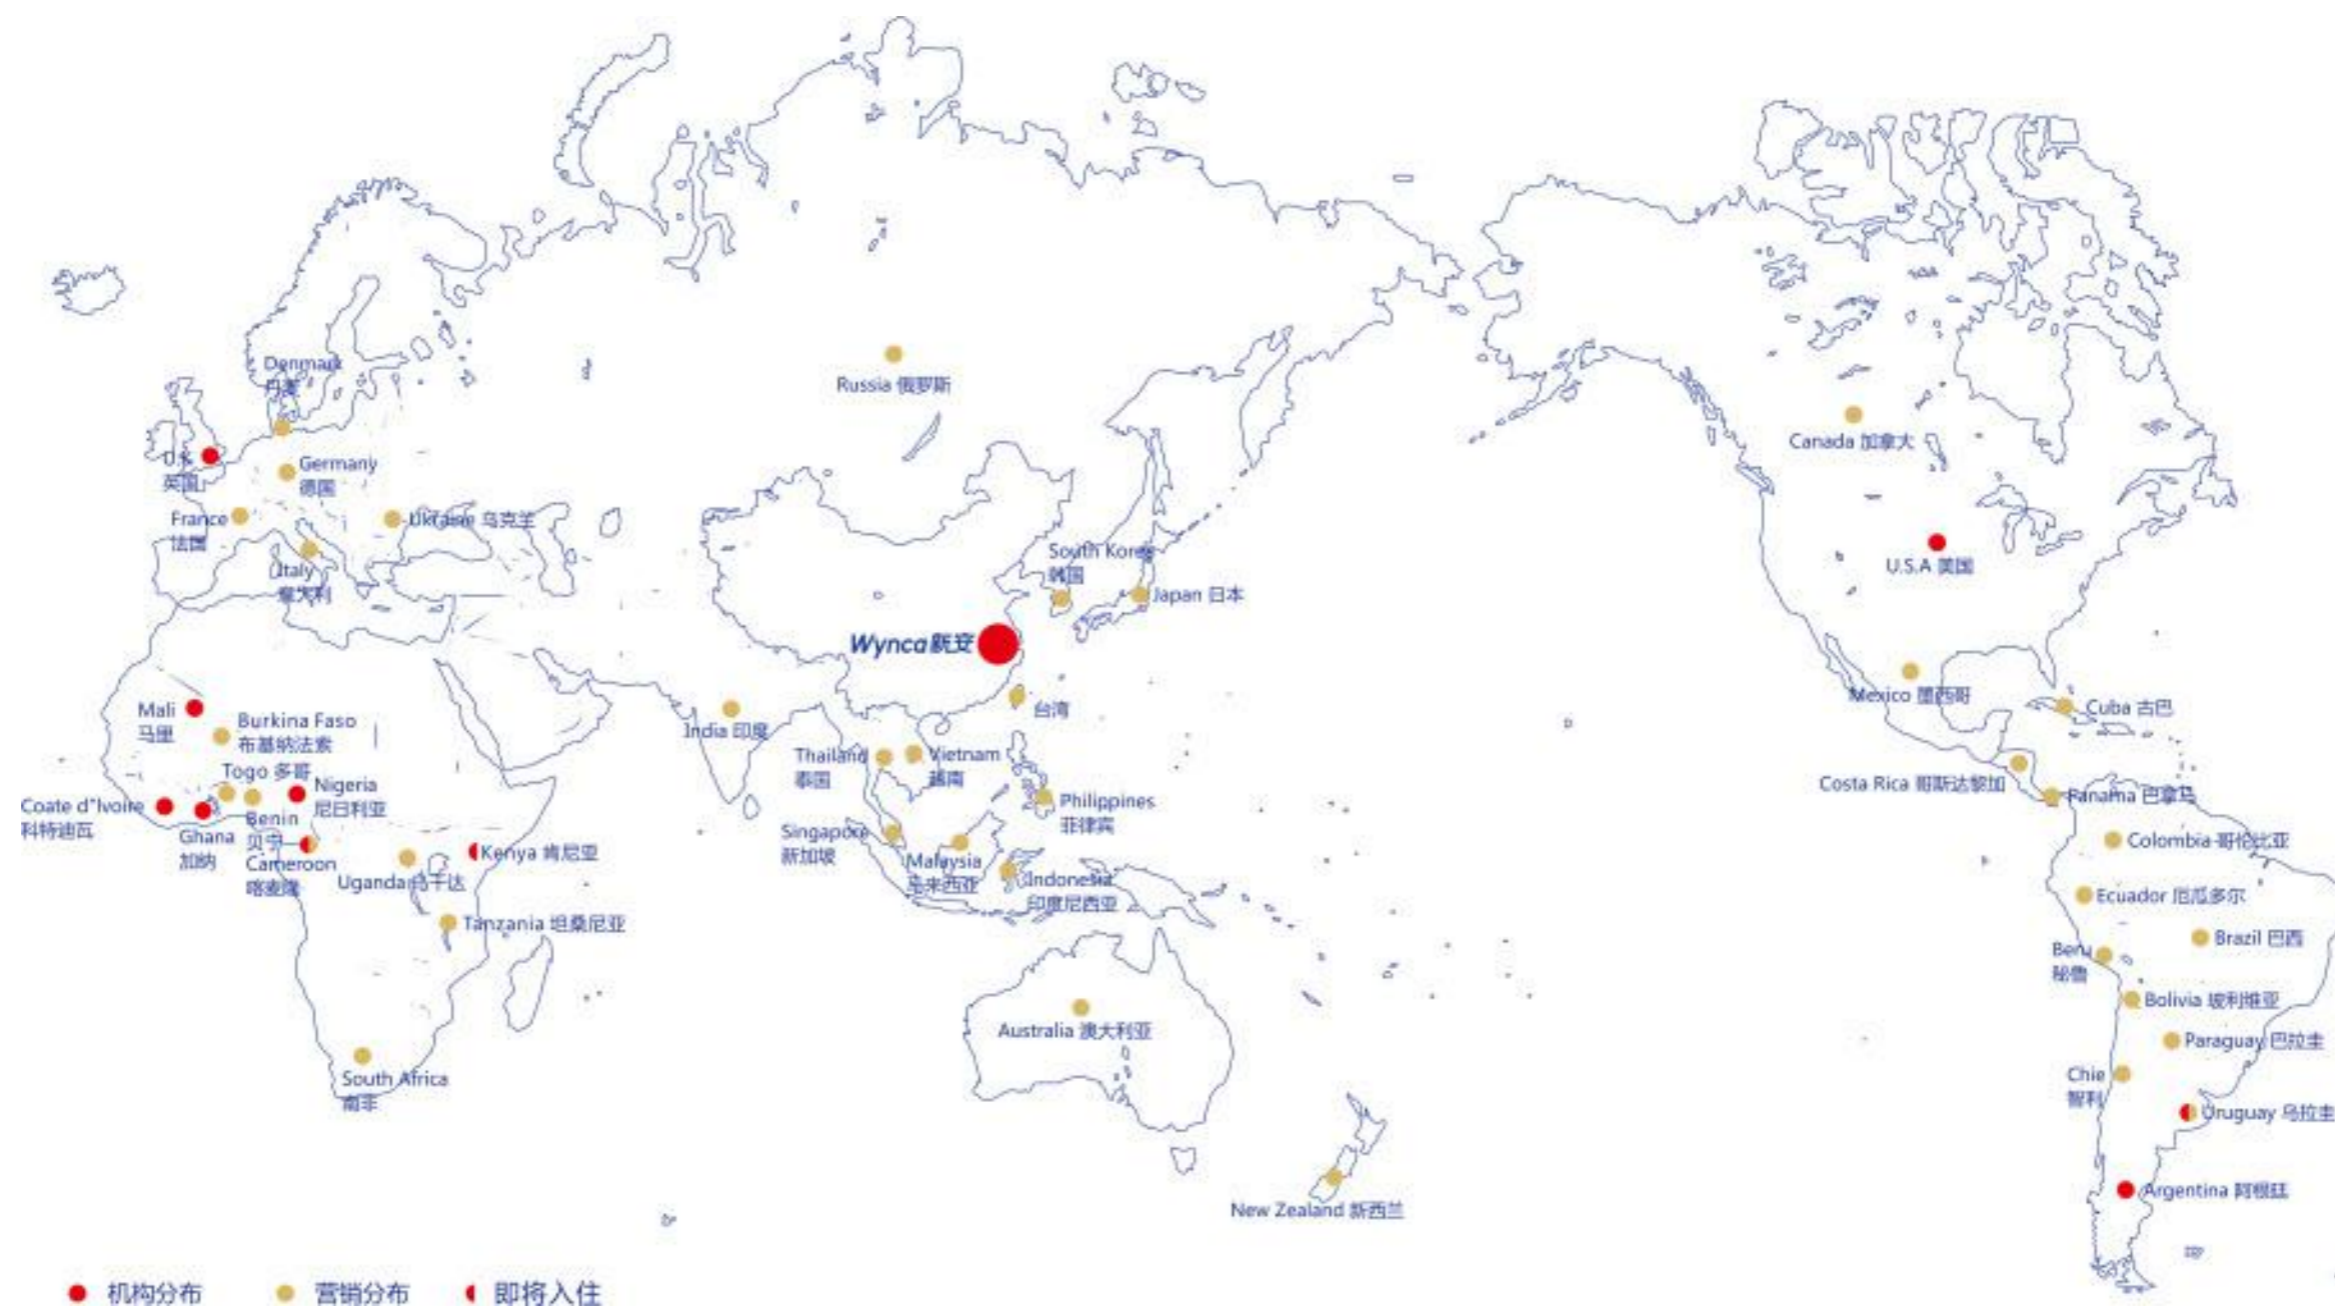 Denmark
丹麦
Russia 俄罗斯
Canada 加拿大
U.K.
英国
Germany
德国
France
法国
Ukraine 乌克兰
Italy
意大利
South Korea
韩国
Japan 日本
U.S.A 美国
Wynca新安
Mexico 墨西哥
Cuba 古巴
台湾
India 印度
Mali
马里
Burkina Faso
布基纳法索
Thailand
泰国
Vietnam
越南
Togo 多哥
Nigeria
尼日利亚
Costa Rica 哥斯达黎加
Panama 巴拿马
Coate d"Ivoire
科特迪瓦
Ghana
加纳
Benin
贝宁
Philippines
菲律宾
Singapore
新加坡
Colombia 哥伦比亚
Cameroon
喀麦隆
Kenya 肯尼亚
Uganda 乌干达
Malaysia
马来西亚
Indonesia
印度尼西亚
Ecuador 厄瓜多尔
Tanzania 坦桑尼亚
Brazil 巴西
Beru
秘鲁
Bolivia 玻利维亚
Australia 澳大利亚
Paraguay 巴拉圭
South Africa
南非
Chie
智利
Uruguay 乌拉圭
Argentina 阿根廷
New Zealand 新西兰
机构分布
营销分布
即将入住